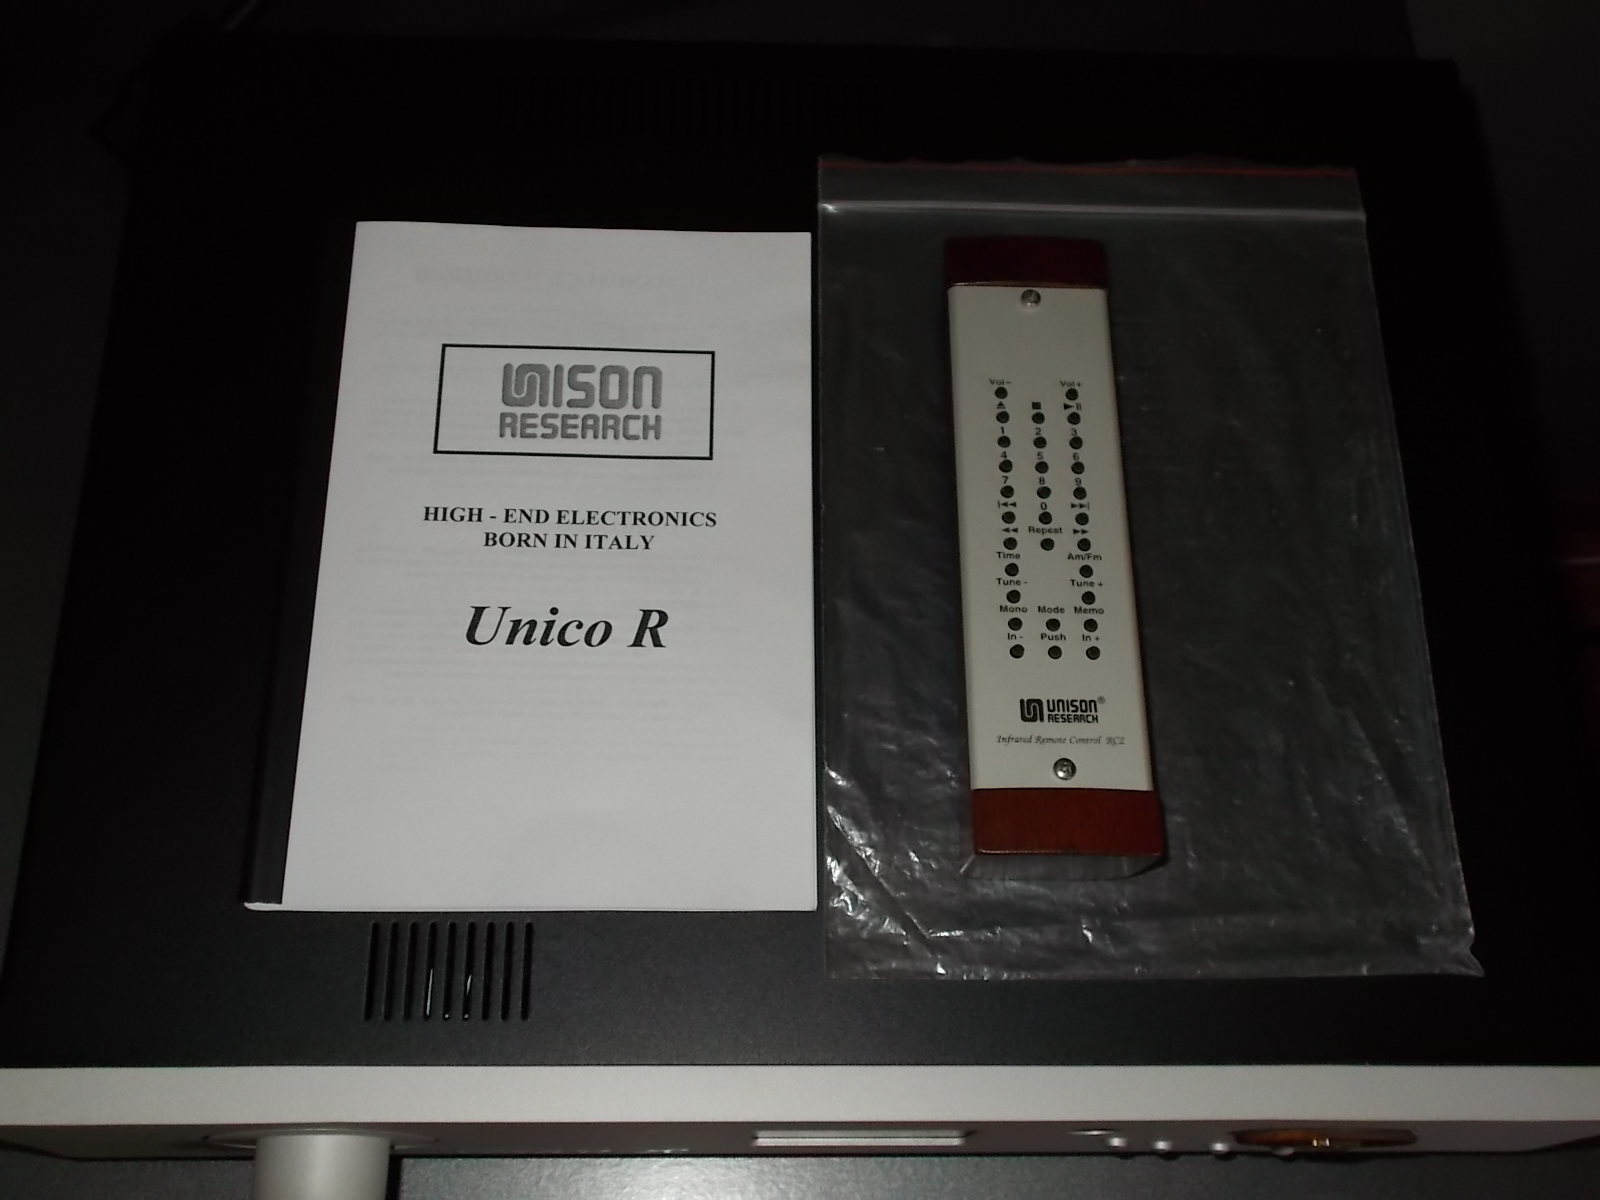 UNISON
RESEARCH
HIGH - END ELECTRONICS
BORN IN ITALY
Unico R
Vol- Vol+
1 2 3
4 5 6
7 8 9
0
Repeat
Time Am/Fm
Tune - Tune +
Mono Mode Memo
In - Push In +
UNISON®
RESEARCH
Infrared Remote Control RC2